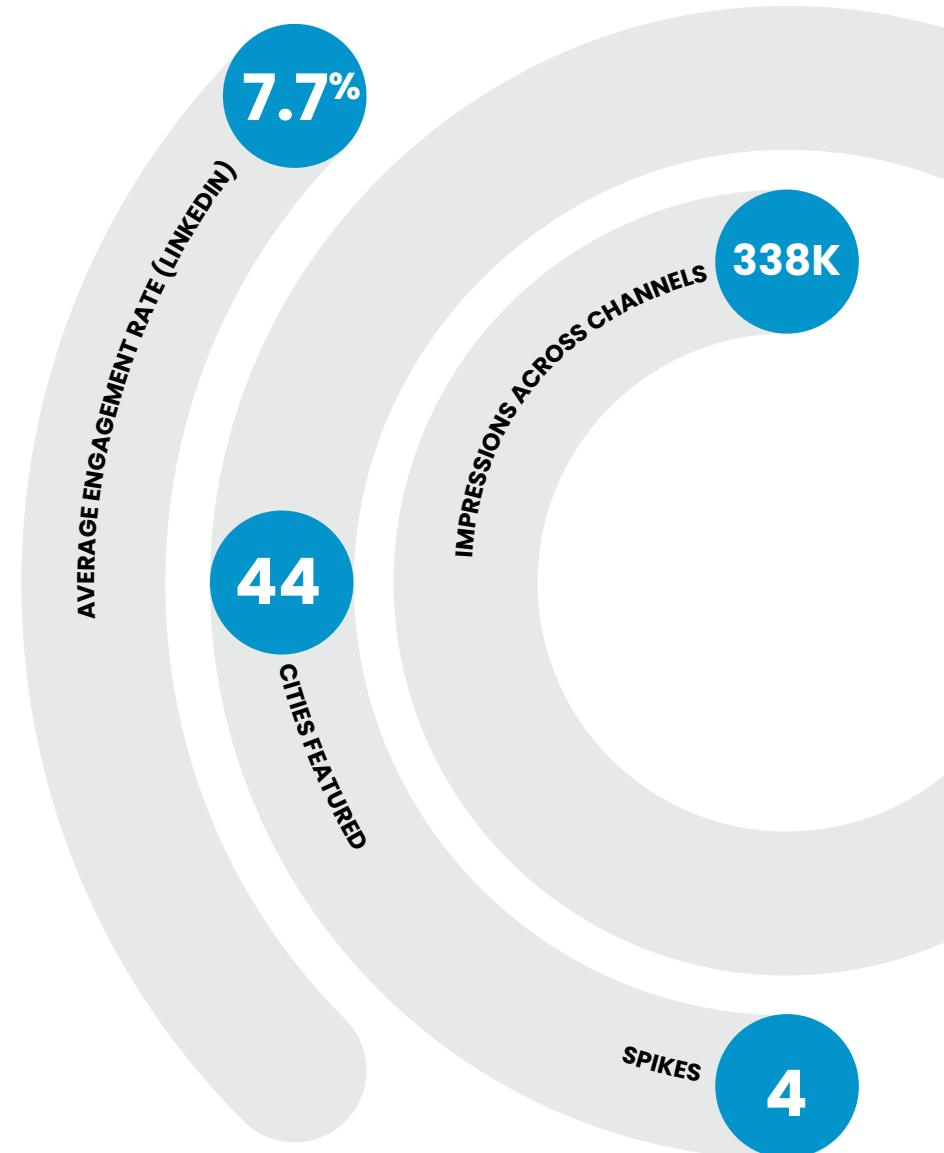 7.7%
AVERAGE ENGAGEMENT RATE (LINKEDIN)
338K
IMPRESSIONS ACROSS CHANNELS
44
CITIES FEATURED
4
SPIKES